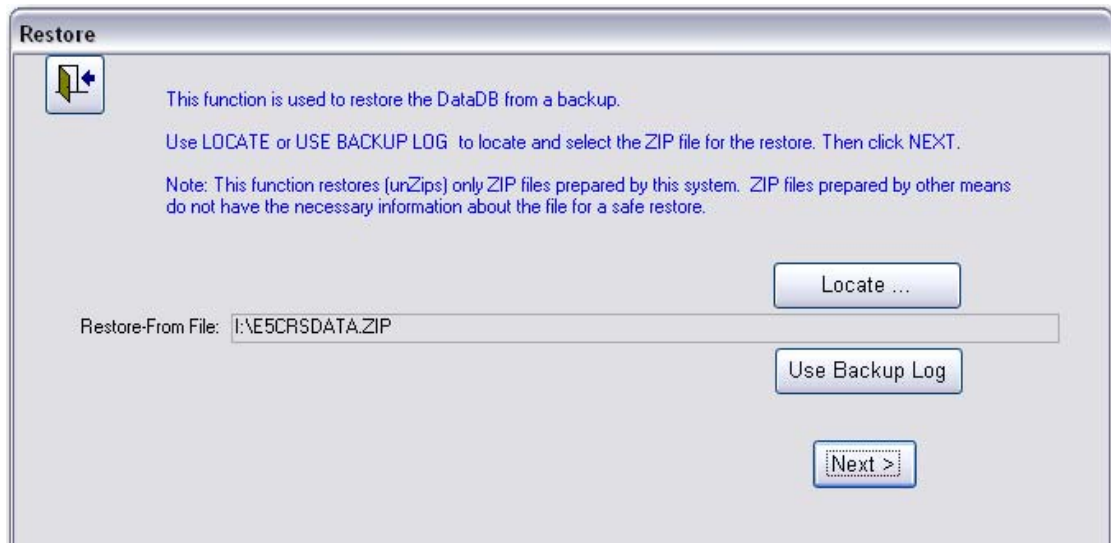 Restore
This function is used to restore the DataDB from a backup.
Use LOCATE or USE BACKUP LOG to locate and select the ZIP file for the restore. Then click NEXT.
Note: This function restores (unZips) only ZIP files prepared by this system. ZIP files prepared by other means
do not have the necessary information about the file for a safe restore.
Locate ...
Restore-From File: I:\E5CRSDATA.ZIP
Use Backup Log
Next >